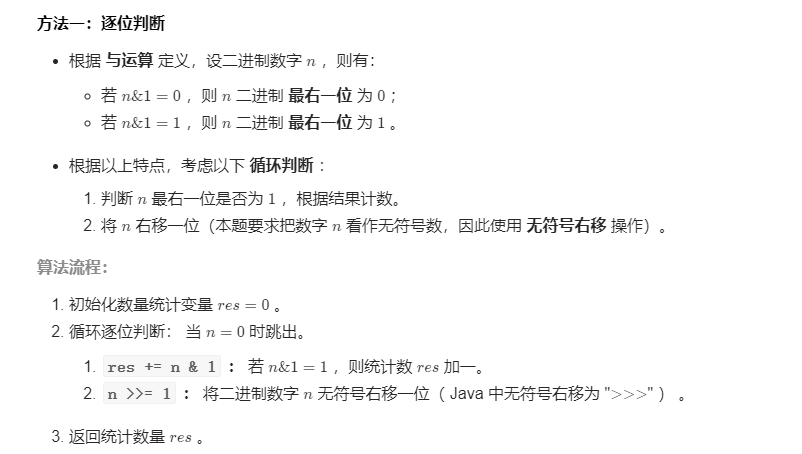 方法一：逐位判断
• 根据 与运算 定义，设二进制数字 n ，则有：
◦ 若 n&1 = 0 ，则 n 二进制 最右一位 为 0 ；
◦ 若 n&1 = 1 ，则 n 二进制 最右一位 为 1 。
• 根据以上特点，考虑以下 循环判断 ：
1. 判断 n 最右一位是否为 1 ，根据结果计数。
2. 将 n 右移一位（本题要求把数字 n 看作无符号数，因此使用 无符号右移 操作）。
算法流程：
1. 初始化数量统计变量 res = 0 。
2. 循环逐位判断： 当 n = 0 时跳出。
1. res += n & 1 ： 若 n&1 = 1 ，则统计数 res 加一。
2. n >>= 1 ： 将二进制数字 n 无符号右移一位（ Java 中无符号右移为 ">>>" ） 。
3. 返回统计数量 res 。